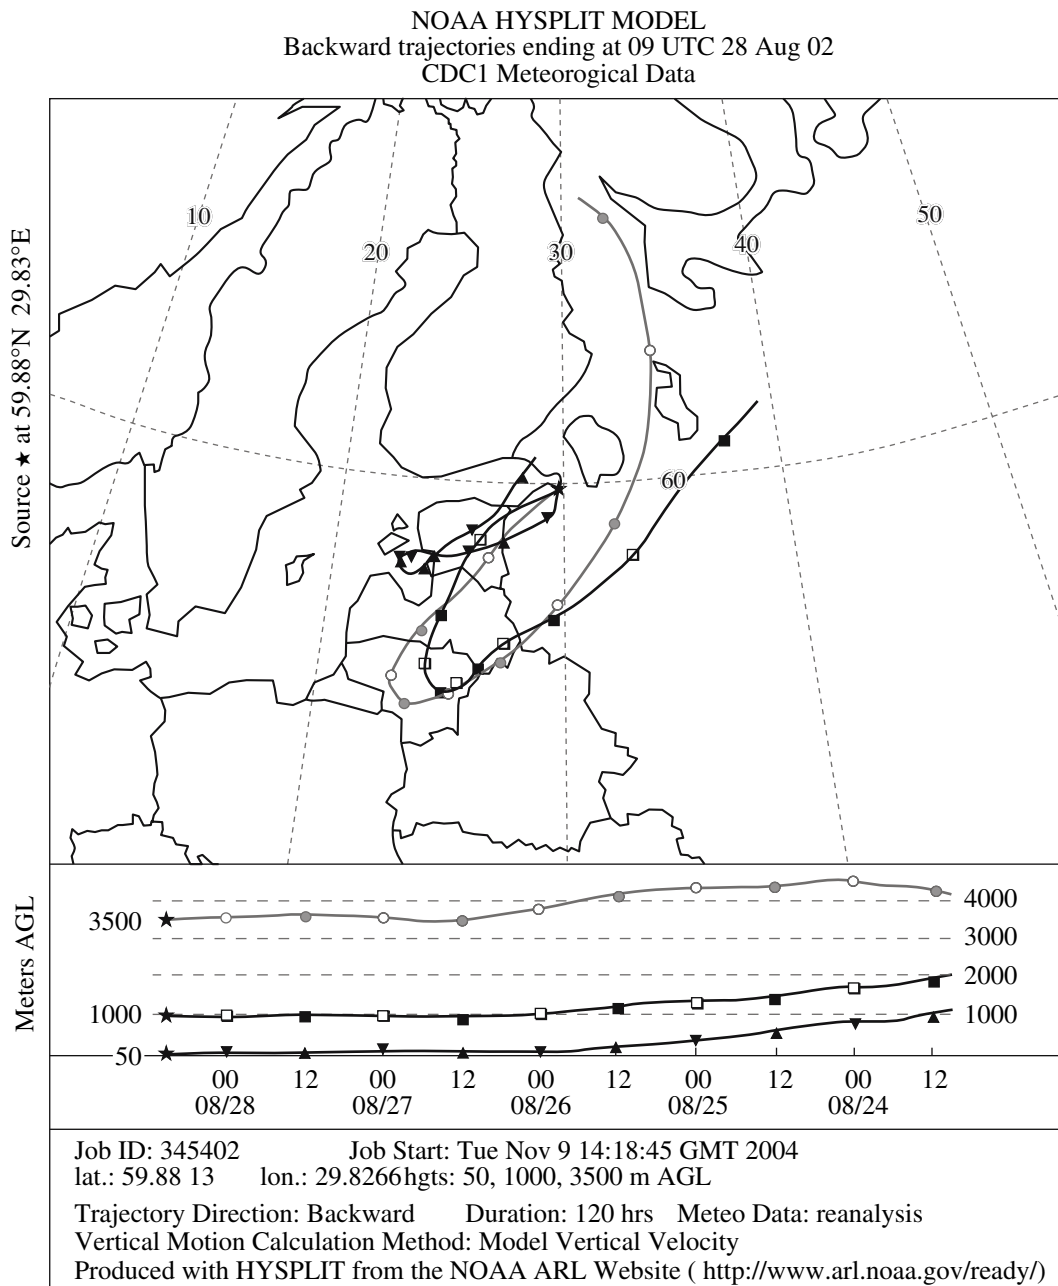 NOAA HYSPLIT MODEL
Backward trajectories ending at 09 UTC 28 Aug 02
CDC1 Meteorogical Data
Source ★ at 59.88°N 29.83°E
10
20
30
40
50
60
Meters AGL
3500
1000
50
4000
3000
2000
1000
00 12 00 12 00 12 00 12 00 12
08/28 08/27 08/26 08/25 08/24
Job ID: 345402 Job Start: Tue Nov 9 14:18:45 GMT 2004
lat.: 59.88 13 lon.: 29.8266hgts: 50, 1000, 3500 m AGL
Trajectory Direction: Backward Duration: 120 hrs Meteo Data: reanalysis
Vertical Motion Calculation Method: Model Vertical Velocity
Produced with HYSPLIT from the NOAA ARL Website ( http://www.arl.noaa.gov/ready/)